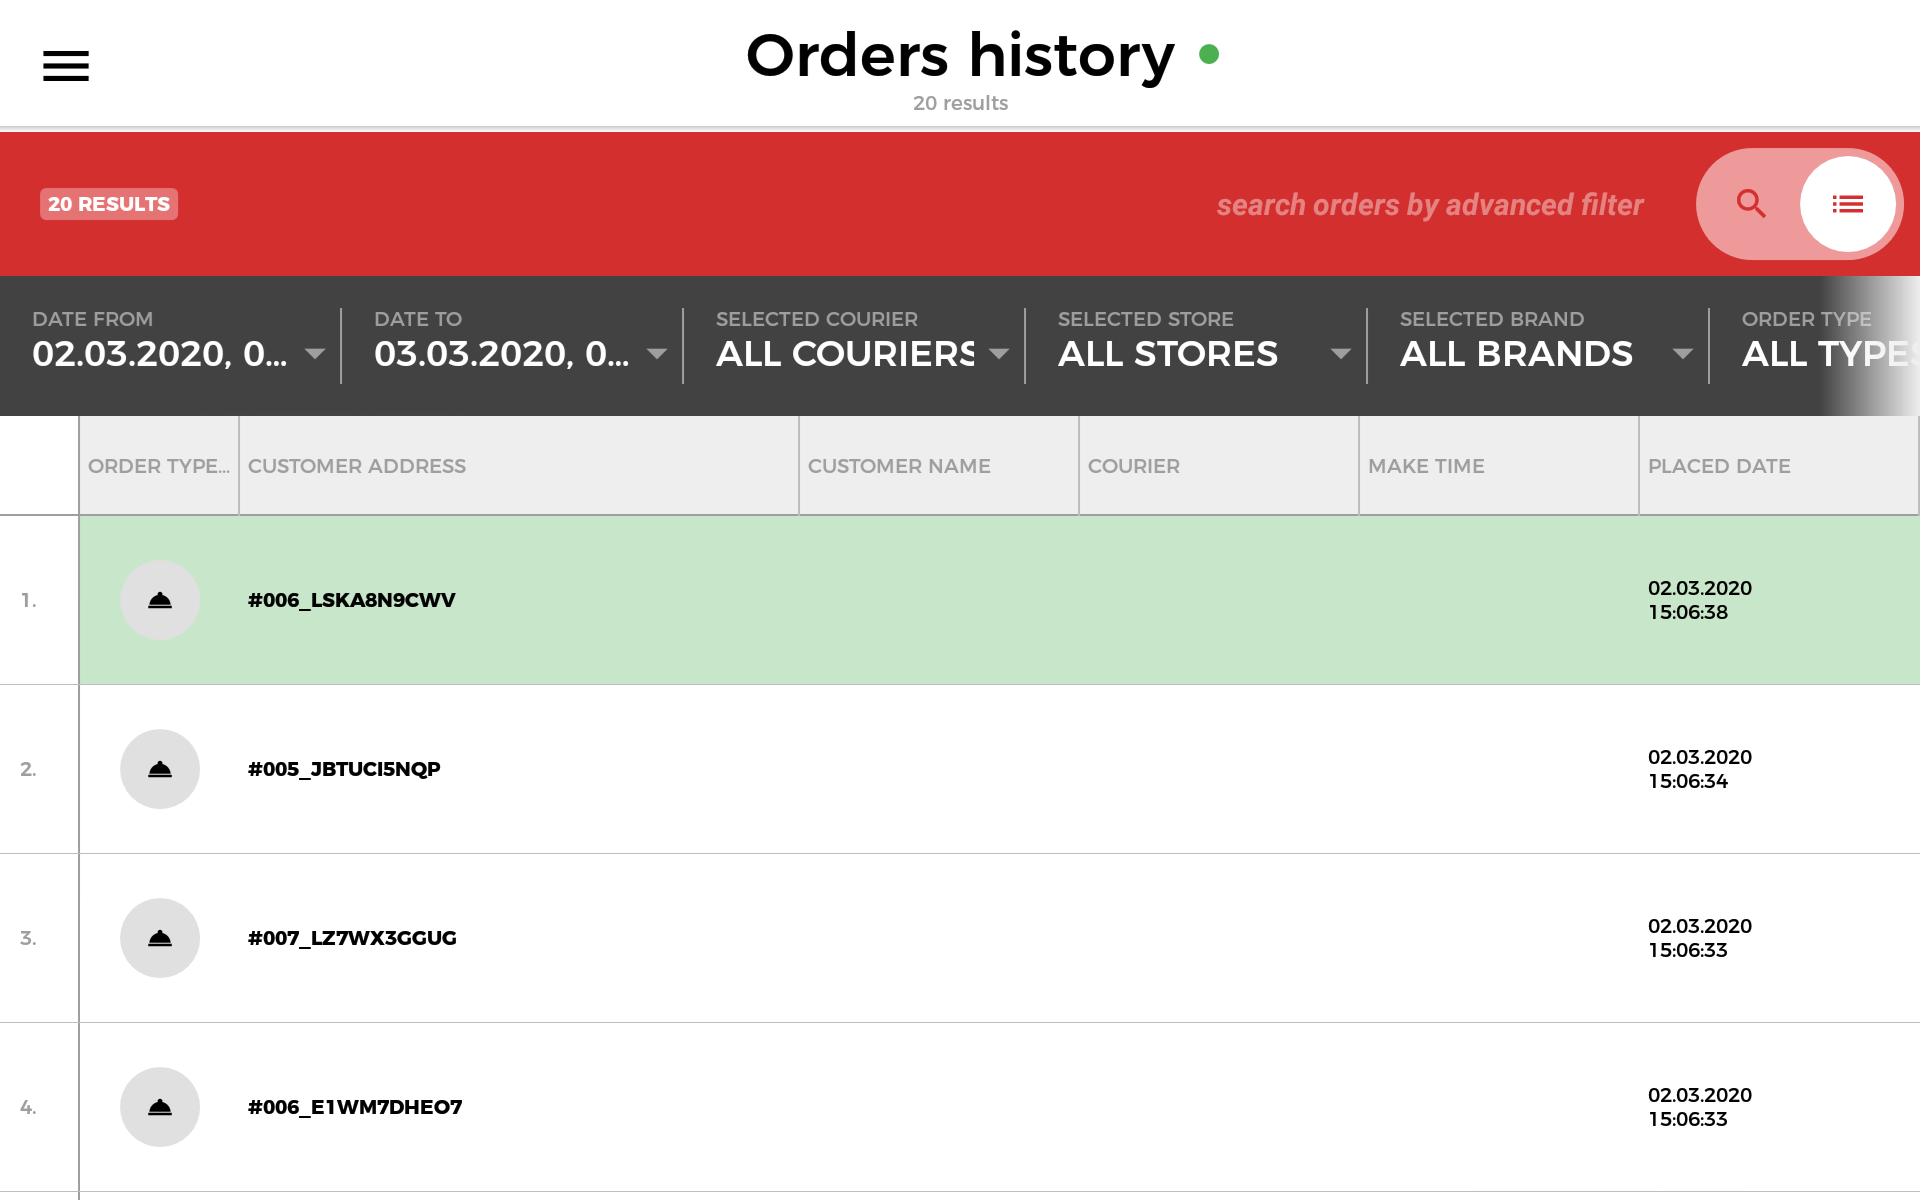 Orders history
20 results
20 RESULTS
search orders by advanced filter
DATE FROM
02.03.2020, 0...
DATE TO
03.03.2020, 0...
SELECTED COURIER
ALL COURIERS
SELECTED STORE
ALL STORES
SELECTED BRAND
ALL BRANDS
ORDER TYPE
ALL TYPES
ORDER TYPE... CUSTOMER ADDRESS CUSTOMER NAME COURIER MAKE TIME PLACED DATE
1. #006_LSKA8N9CWV 02.03.2020
15:06:38
2. #005_JBTUCI5NQP 02.03.2020
15:06:34
3. #007_LZ7WX3GGUG 02.03.2020
15:06:33
4. #006_E1WM7DHEO7 02.03.2020
15:06:33